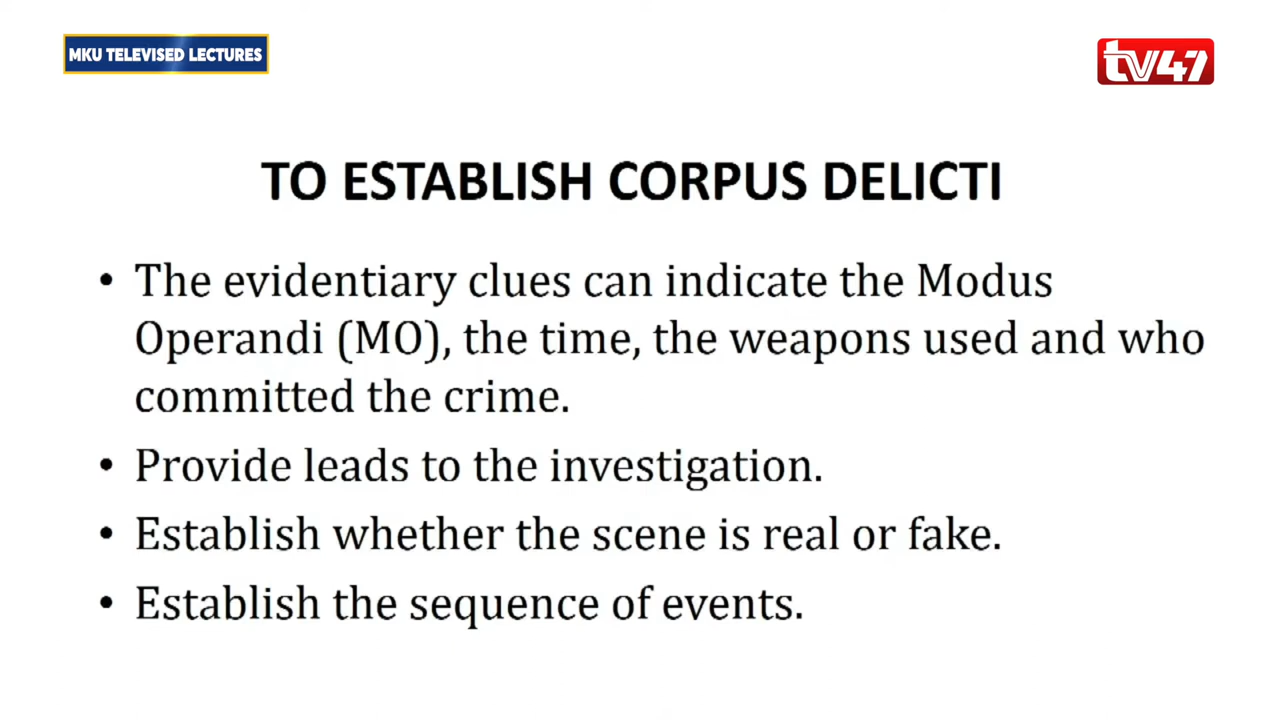 MKU TELEVISED LECTURES
tv47
TO ESTABLISH CORPUS DELICTI
• The evidentiary clues can indicate the Modus
Operandi (MO), the time, the weapons used and who
committed the crime.
• Provide leads to the investigation.
• Establish whether the scene is real or fake.
• Establish the sequence of events.